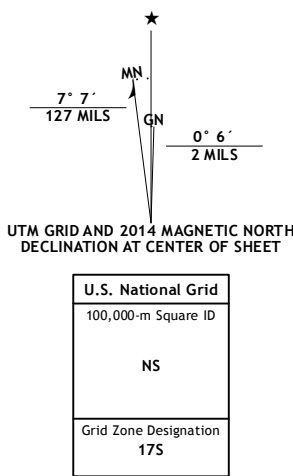 ★
MN
7° 7´
127 MILS
GN
0° 6´
2 MILS
UTM GRID AND 2014 MAGNETIC NORTH
DECLINATION AT CENTER OF SHEET
U.S. National Grid
100,000-m Square ID
NS
Grid Zone Designation
17S